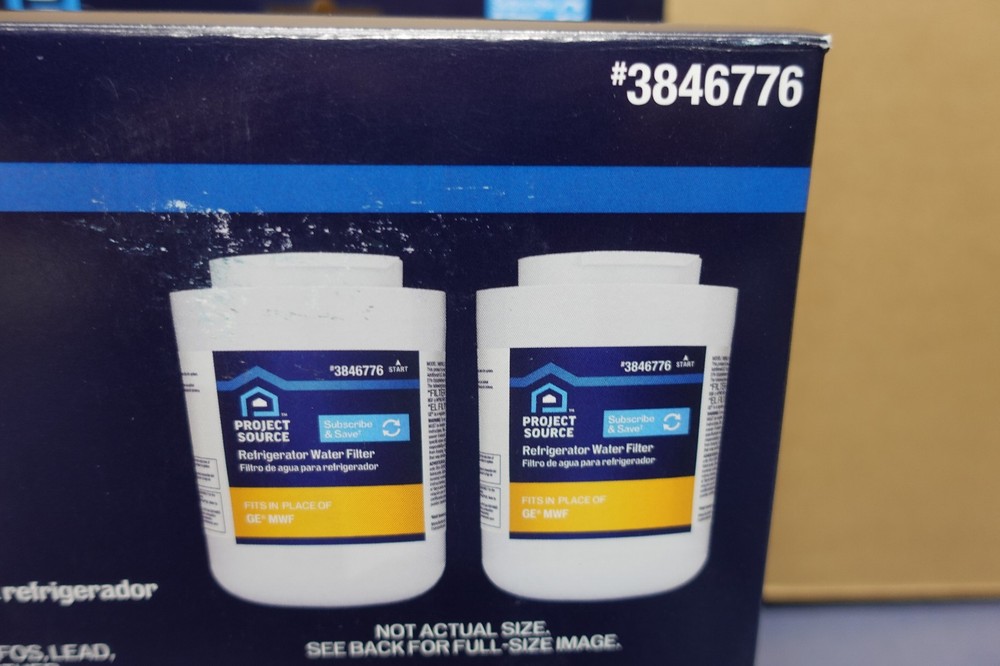 #3846776
#3846776 START
PROJECT
SOURCE™
Subscribe
& Save†
Refrigerator Water Filter
Filtro de agua para refrigerador
FITS IN PLACE OF
GE® MWF
#3846776 START
PROJECT
SOURCE™
Subscribe
& Save†
Refrigerator Water Filter
Filtro de agua para refrigerador
FITS IN PLACE OF
GE® MWF
refrigerador
FOS, LEAD,
NOT ACTUAL SIZE.
SEE BACK FOR FULL-SIZE IMAGE.